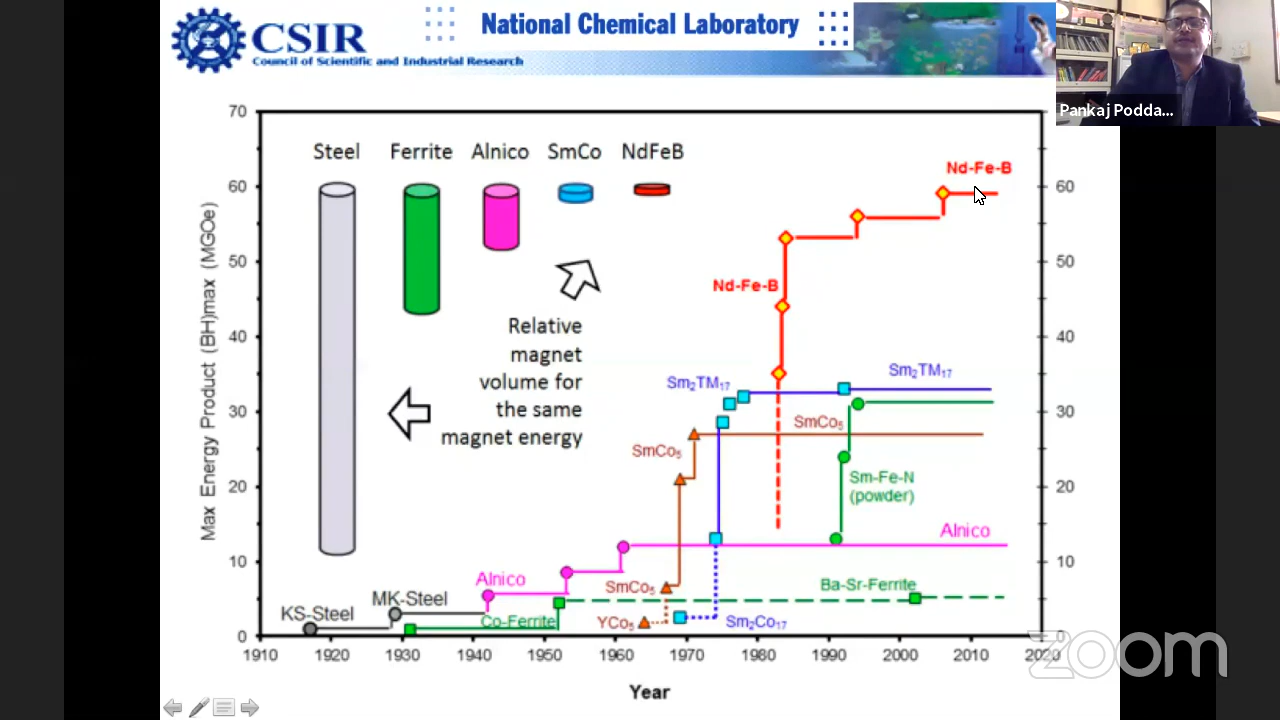 CSIR
Council of Scientific and Industrial Research
National Chemical Laboratory
Pankaj Podda...
Max Energy Product (BH)max (MGOe)
70
60
50
40
30
20
10
0
Steel Ferrite Alnico SmCo NdFeB
Relative
magnet
volume for
the same
magnet energy
Nd-Fe-B
Nd-Fe-B
Sm₂TM₁₇
Sm₂TM₁₇
SmCo₅
SmCo₅
Sm-Fe-N
(powder)
Alnico
Alnico
SmCo₅
Ba-Sr-Ferrite
MK-Steel
KS-Steel
Co-Ferrite
YCo₅
Sm₂Co₁₇
60
50
40
30
20
10
0
1910 1920 1930 1940 1950 1960 1970 1980 1990 2000 2010 2020
Year
zoom